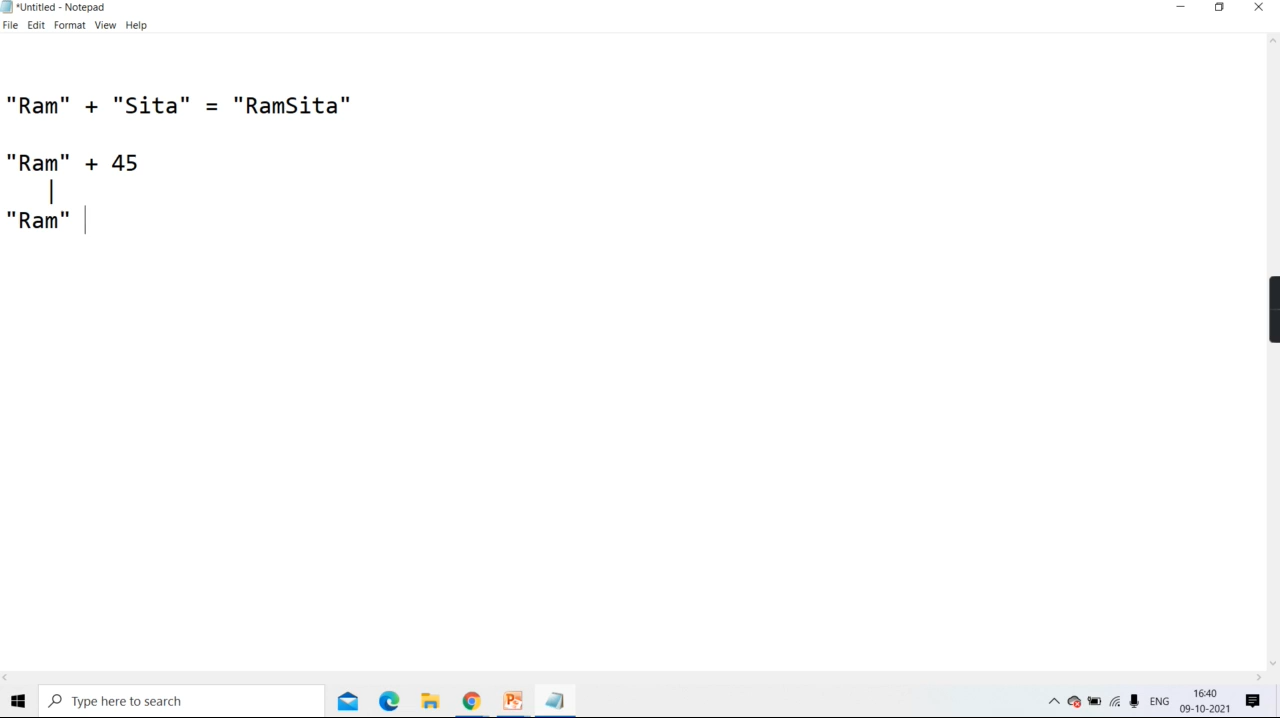 *Untitled - Notepad
File Edit Format View Help
"Ram" + "Sita" = "RamSita"
"Ram" + 45
|
"Ram"
Type here to search
ENG
16:40
09-10-2021